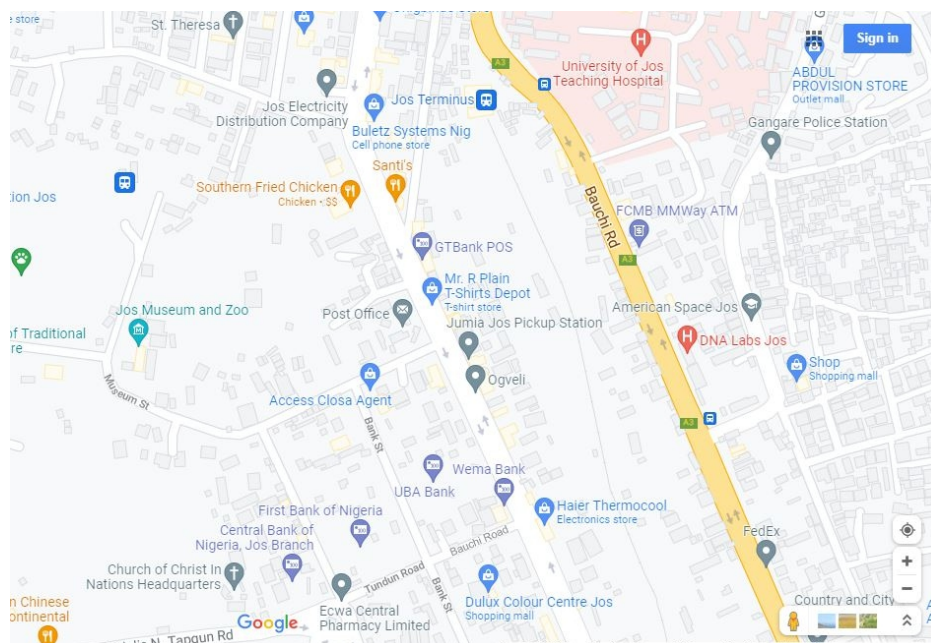 e store
St. Theresa
Sign in
University of Jos
Teaching Hospital
ABDUL
PROVISION STORE
Outlet mall
A3
Jos Electricity
Distribution Company
Jos Terminus
Buletz Systems Nig
Cell phone store
Gangare Police Station
Santi's
Southern Fried Chicken
Chicken • $$
tion Jos
Bauchi Rd
FCMB MMWay ATM
GTBank POS
A3
Mr. R Plain
T-Shirts Depot
T-shirt store
Jos Museum and Zoo
Post Office
American Space Jos
of Traditional
re
Jumia Jos Pickup Station
DNA Labs Jos
Shop
Shopping mall
Ogveli
Museum St
Access Closa Agent
Bank St
A3
Wema Bank
UBA Bank
First Bank of Nigeria
Haier Thermocool
Electronics store
Central Bank of
Nigeria, Jos Branch
Bauchi Road
FedEx
Church of Christ In
Nations Headquarters
Tundun Road
Bank St
Dulux Colour Centre Jos
Shopping mall
n Chinese
ontinental
Google
Ecwa Central
Pharmacy Limited
Country and City
N. Tapgun Rd